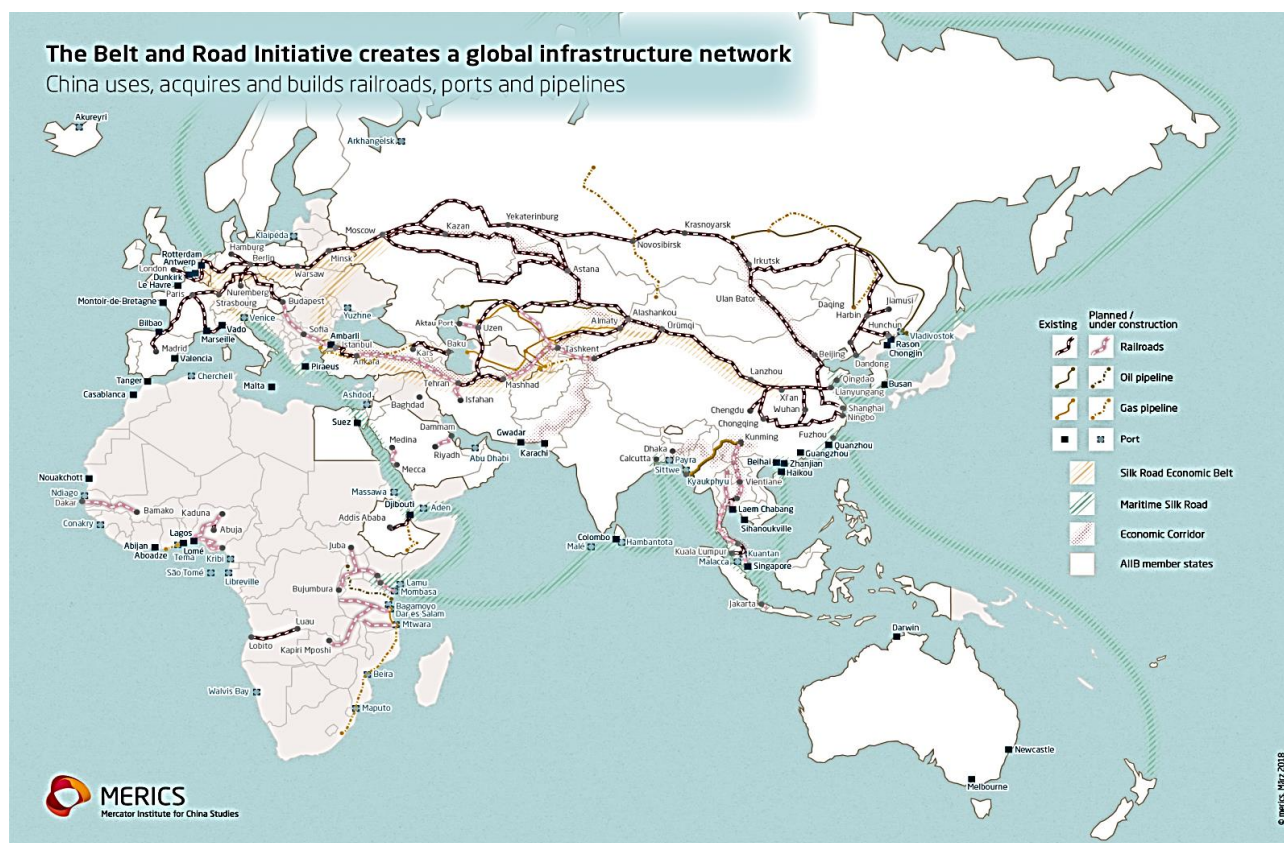 The Belt and Road Initiative creates a global infrastructure network
China uses, acquires and builds railroads, ports and pipelines
Akureyri
Arkhangelsk
Yekaterinburg
Kazan
Krasnoyarsk
Moscow
Novosibirsk
Klaipeda
Hamburg
Berlin
Minsk
Rotterdam
Antwerp
London
Dunkirk
Le Havre
Paris
Warsaw
Irkutsk
Astana
Nuremberg
Strasbourg
Budapest
Montoir-de-Bretagne
Ulan Bator
Daqing
Harbin
Jiamusi
Venice
Yuzhne
Alashankou
Almaty
Ürümqi
Aktau Port
Uzen
Hunchun
Vladivostok
Rason
Chongjin
Bilbao
Vado
Marseille
Madrid
Sofia
Ambarli
Istanbul
Ankara
Kars
Baku
Tashkent
Beijing
Dandong
Valencia
Piraeus
Lanzhou
Qingdao
Lianyungang
Busan
Tanger
Casablanca
Chercheli
Malta
Tehran
Mashhad
Isfahan
Xi'an
Wuhan
Shanghai
Ningbo
Chengdu
Chongqing
Ashdod
Baghdad
Suez
Dammam
Medina
Riyadh
Abu Dhabi
Mecca
Gwadar
Karachi
Dhaka
Calcutta
Payra
Sittwe
Kyaukphyu
Kunming
Fuzhou
Quanzhou
Guangzhou
Beihai
Zhanjian
Haikou
Vientiane
Nouakchott
Ndiago
Dakar
Bamako
Kaduna
Massawa
Djibouti
Aden
Laem Chabang
Sihanoukville
Conakry
Abuja
Addis Ababa
Lagos
Abijan
Lomé
Aboadze
Tema
Kribi
Colombo
Hambantota
Malé
Juba
Kuala Lumpur
Kuantan
Malacca
Singapore
São Tomé
Libreville
Bujumbura
Lamu
Mombasa
Bagamoyo
Dar es Salam
Mtwara
Jakarta
Luau
Lobito
Kapiri Mposhi
Darwin
Beira
Walvis Bay
Maputo
Newcastle
Melbourne
Existing
Planned /
under construction
Railroads
Oil pipeline
Gas pipeline
Port
Silk Road Economic Belt
Maritime Silk Road
Economic Corridor
AIIB member states
MERICS
Mercator Institute for China Studies
© merics, März 2018